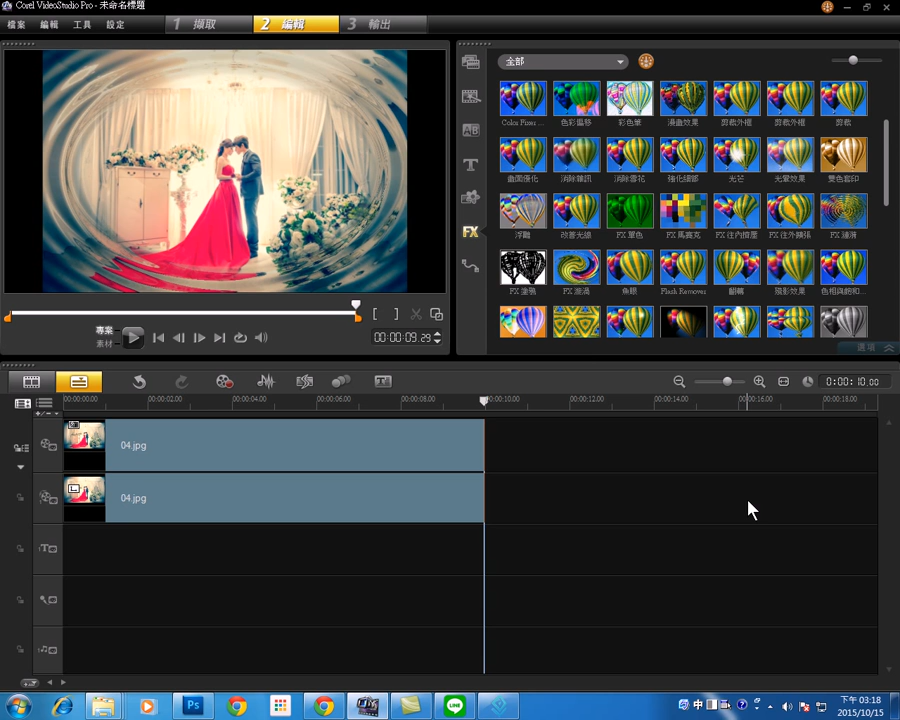 Corel VideoStudio Pro - 未命名標題
檔案 編輯 工具 設定 1 擷取 2 編輯 3 輸出
全部
Color Fixer... 色彩偏移 彩色筆 漫畫效果 剪裁外框 剪裁外框 剪裁
畫面優化 消除雜訊 消除雪花 強化細部 光芒 光暈效果 雙色套印
浮雕 改善光線 FX 單色 FX 馬賽克 FX 往內擠壓 FX 往外擴張 FX 漣漪
FX FX 漩渦 魚眼 Flash Remover 翻轉 殘影效果 色相與飽和...
FX
專案
素材
00:00:09.29
選項
0:00:10.00
00:00:00.00 00:00:02.00 00:00:04.00 00:00:06.00 00:00:08.00 00:00:10.00 00:00:12.00 00:00:14.00 00:00:16.00 00:00:18.00
04.jpg
04.jpg
Ps LINE 中 下午 03:18
2015/10/15